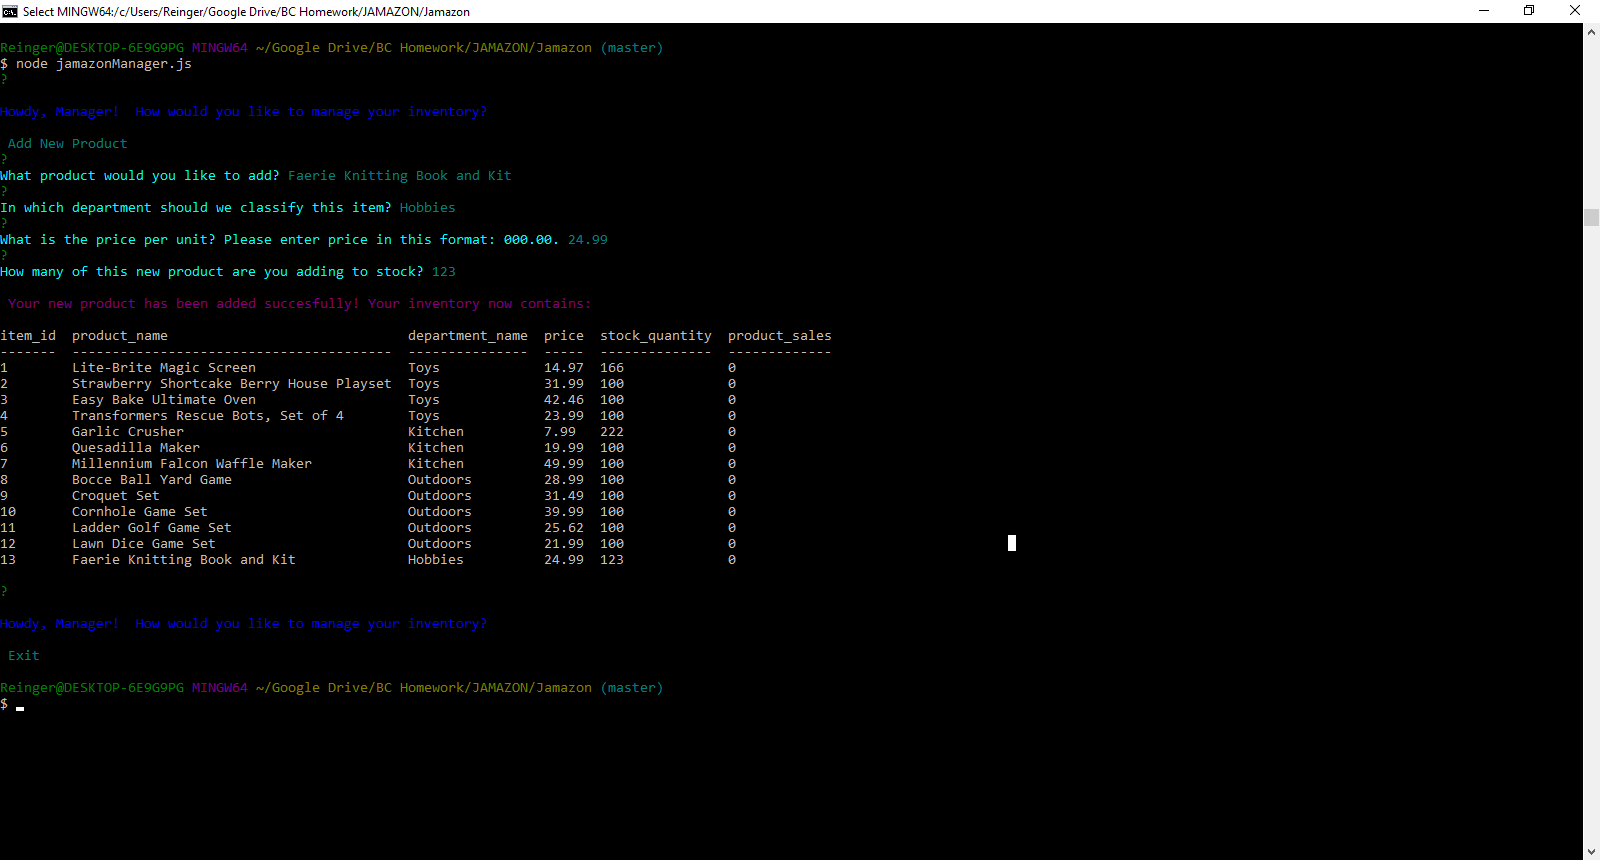 Select MINGW64:/c/Users/Reinger/Google Drive/BC Homework/JAMAZON/Jamazon
Reinger@DESKTOP-6E9G9PG MINGW64 ~/Google Drive/BC Homework/JAMAZON/Jamazon (master)
$ node jamazonManager.js
?
Howdy, Manager!  How would you like to manage your inventory?
Add New Product
?
What product would you like to add? Faerie Knitting Book and Kit
?
In which department should we classify this item? Hobbies
?
What is the price per unit? Please enter price in this format: 000.00. 24.99
?
How many of this new product are you adding to stock? 123
Your new product has been added succesfully! Your inventory now contains:
item_id  product_name                              department_name  price  stock_quantity  product_sales
-------  ----------------------------------------  ---------------  -----  --------------  -------------
1        Lite-Brite Magic Screen                   Toys             14.97  166             0
2        Strawberry Shortcake Berry House Playset  Toys             31.99  100             0
3        Easy Bake Ultimate Oven                   Toys             42.46  100             0
4        Transformers Rescue Bots, Set of 4        Toys             23.99  100             0
5        Garlic Crusher                            Kitchen          7.99   222             0
6        Quesadilla Maker                          Kitchen          19.99  100             0
7        Millennium Falcon Waffle Maker            Kitchen          49.99  100             0
8        Bocce Ball Yard Game                      Outdoors         28.99  100             0
9        Croquet Set                               Outdoors         31.49  100             0
10       Cornhole Game Set                         Outdoors         39.99  100             0
11       Ladder Golf Game Set                      Outdoors         25.62  100             0
12       Lawn Dice Game Set                        Outdoors         21.99  100             0
13       Faerie Knitting Book and Kit              Hobbies          24.99  123             0
?
Howdy, Manager!  How would you like to manage your inventory?
Exit
Reinger@DESKTOP-6E9G9PG MINGW64 ~/Google Drive/BC Homework/JAMAZON/Jamazon (master)
$